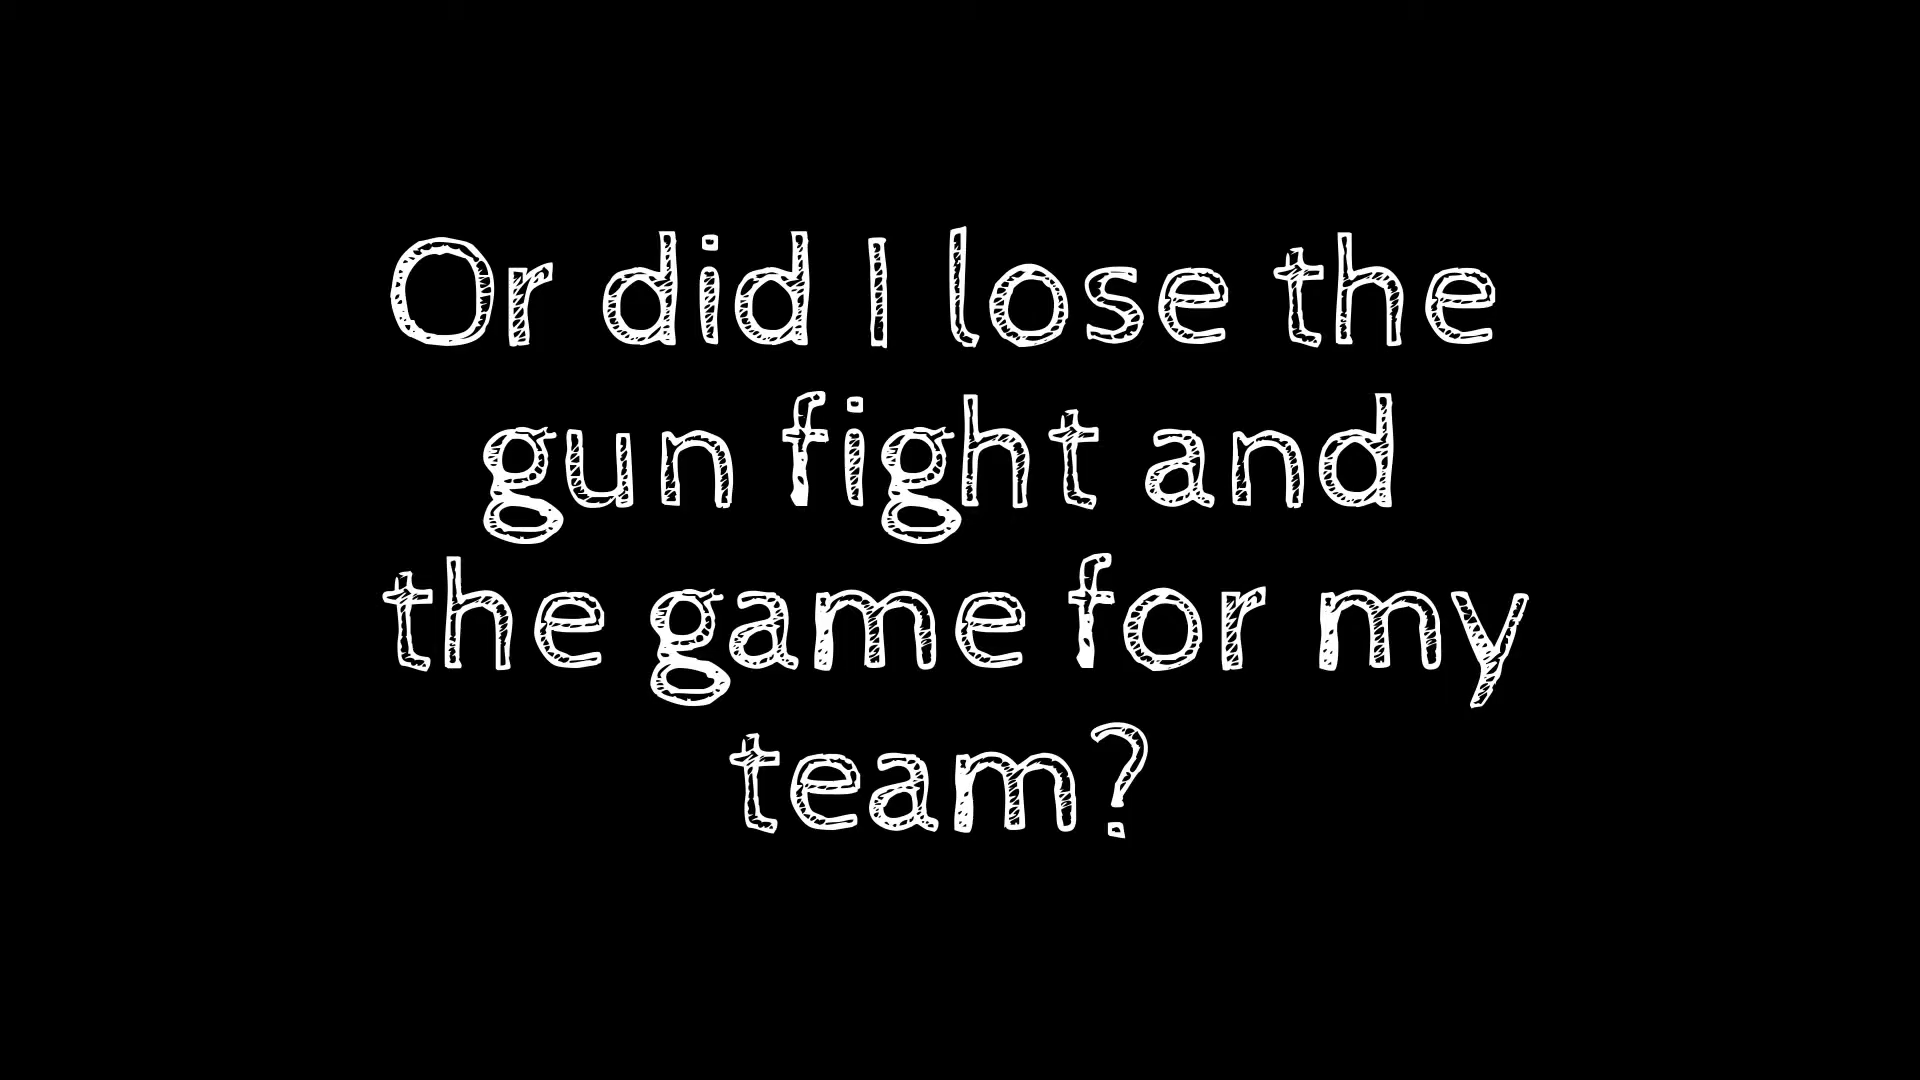 Or did I lose the
gun fight and
the game for my
team?